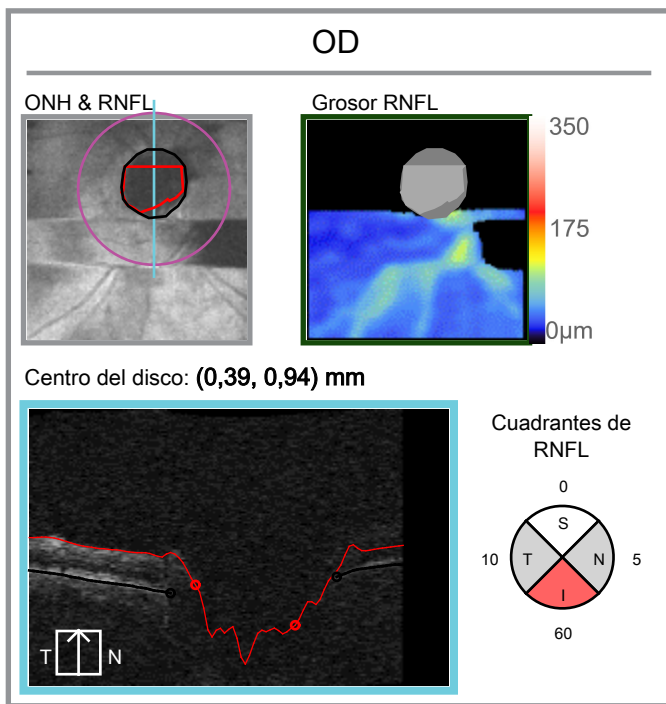 OD
ONH & RNFL
Grosor RNFL
350
175
0µm
Centro del disco: (0,39, 0,94) mm
Cuadrantes de
RNFL
0
S
10 T N 5
I
60
T N